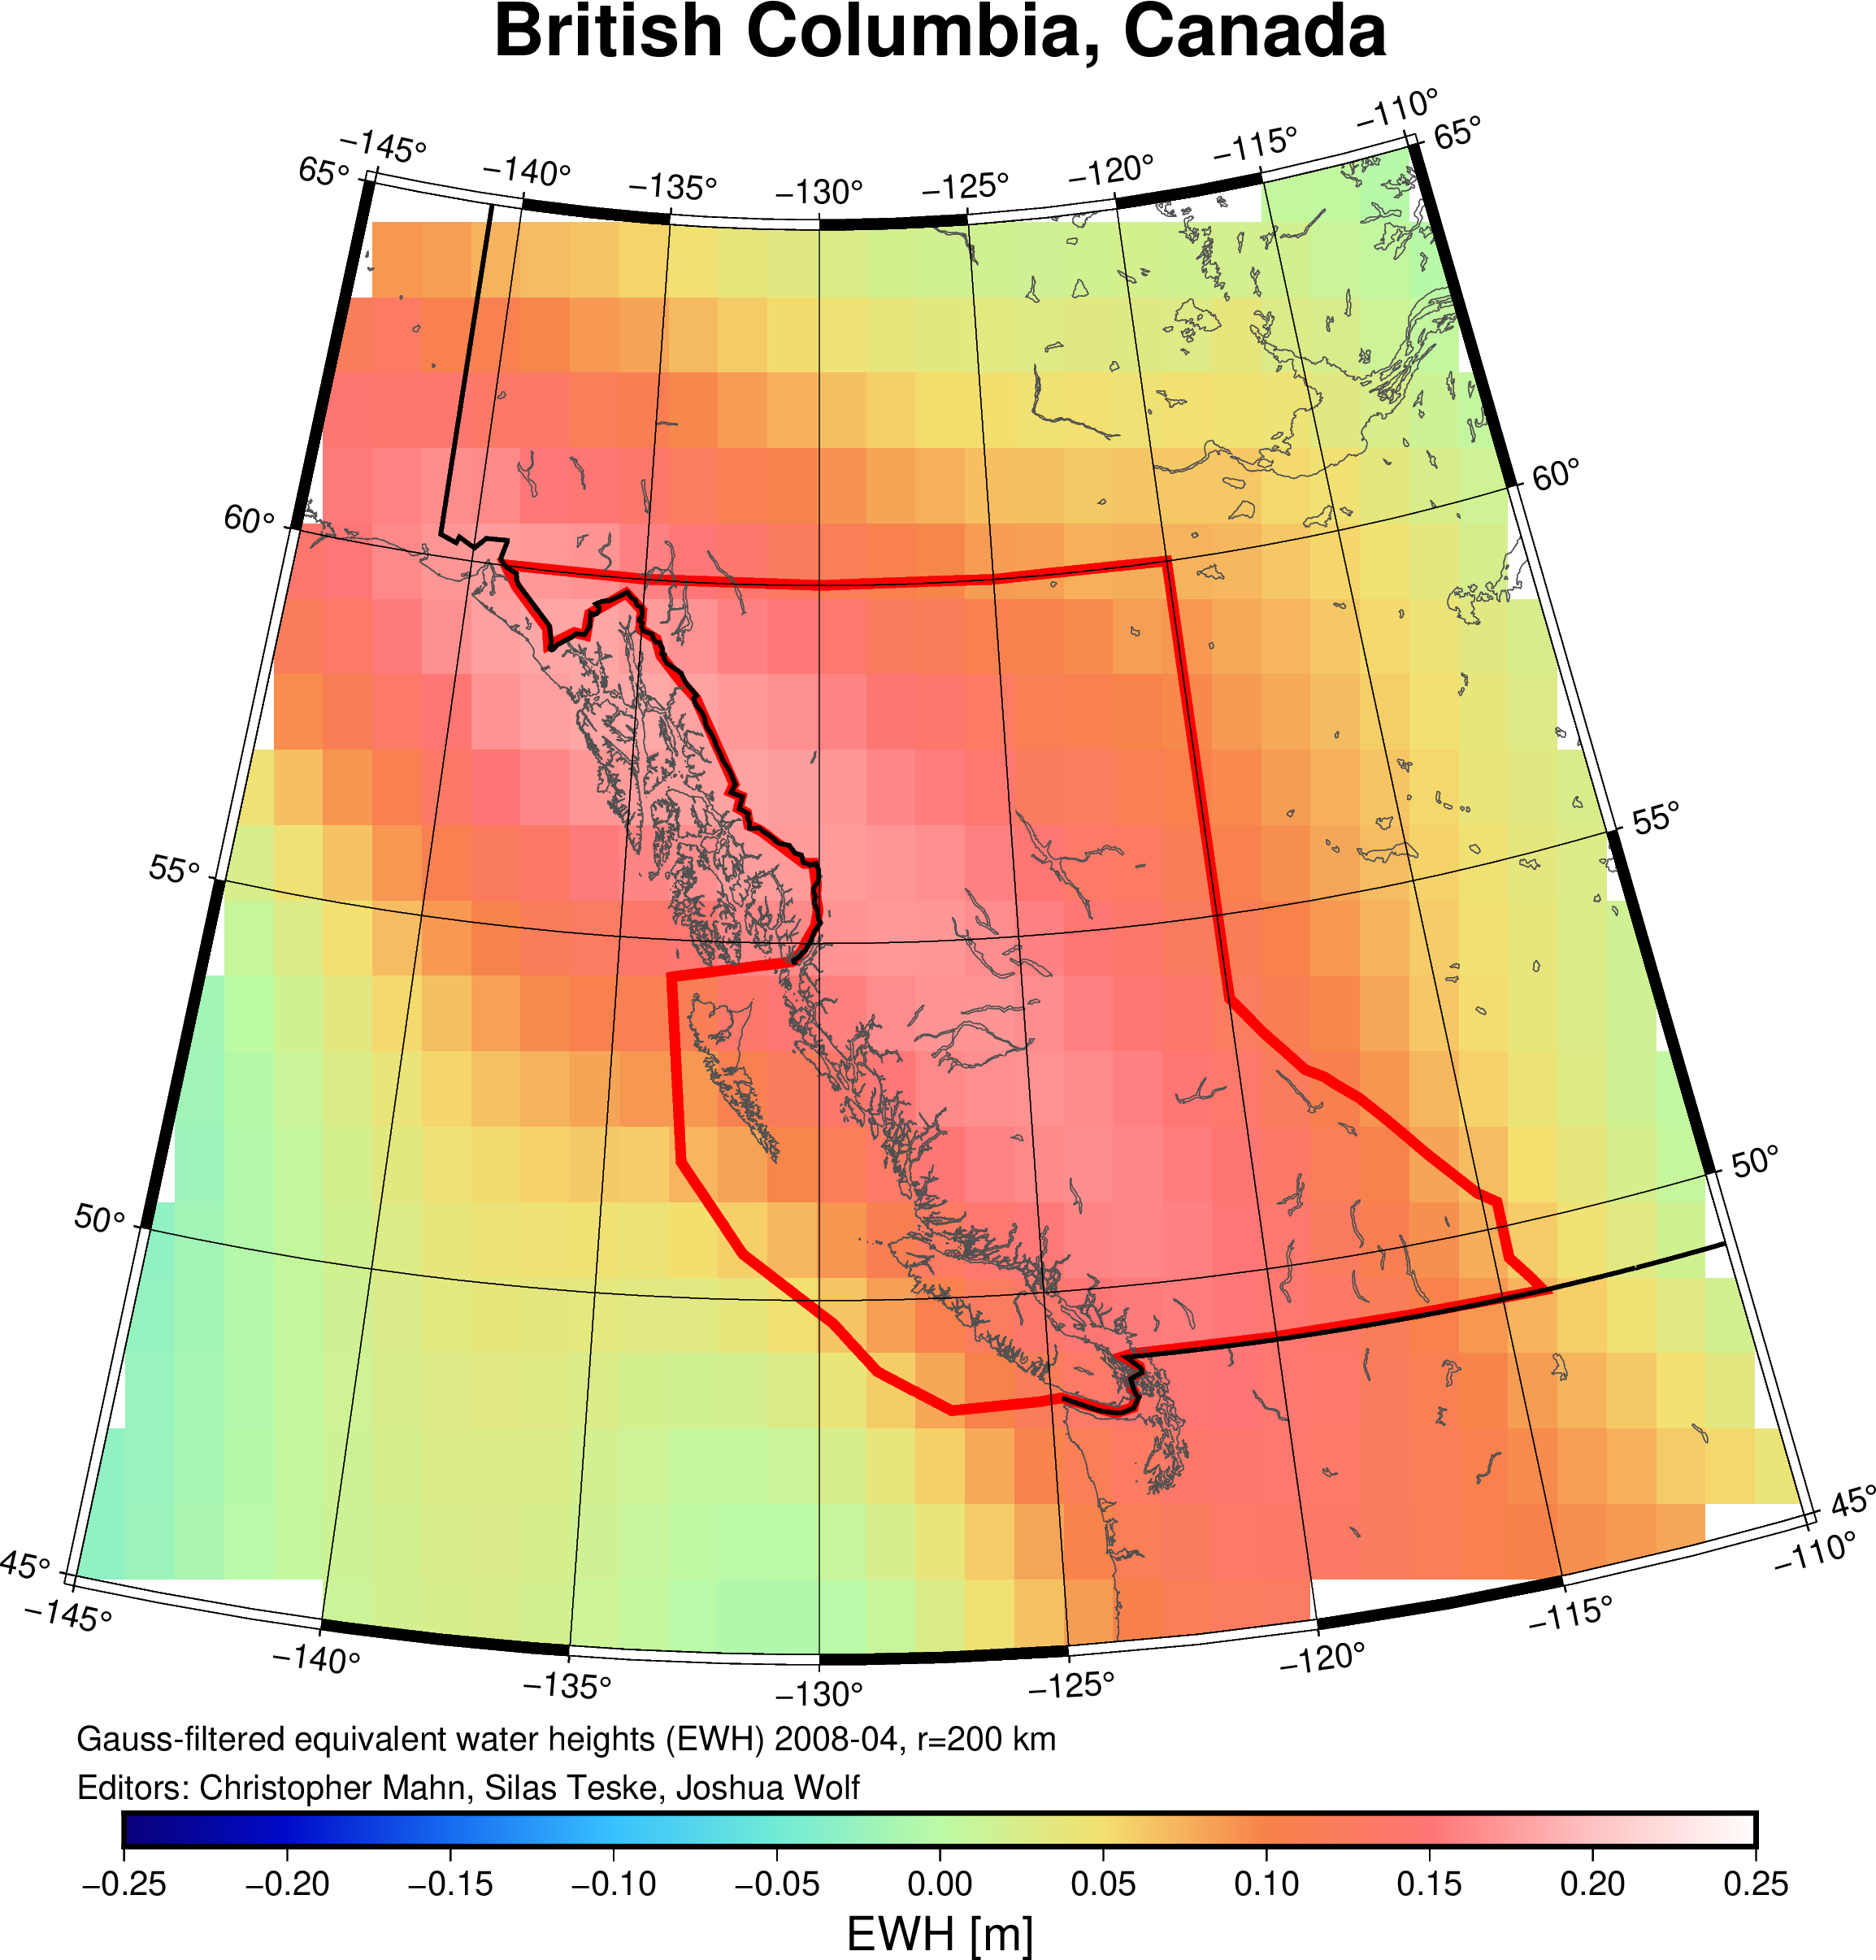 British Columbia, Canada
−145° −140° −135° −130° −125° −120° −115° −110°
65° 65°
60° 60°
55° 55°
50° 50°
45° 45°
−145° −140° −135° −130° −125° −120° −115° −110°
Gauss-filtered equivalent water heights (EWH) 2008-04, r=200 km
Editors: Christopher Mahn, Silas Teske, Joshua Wolf
−0.25 −0.20 −0.15 −0.10 −0.05 0.00 0.05 0.10 0.15 0.20 0.25
EWH [m]